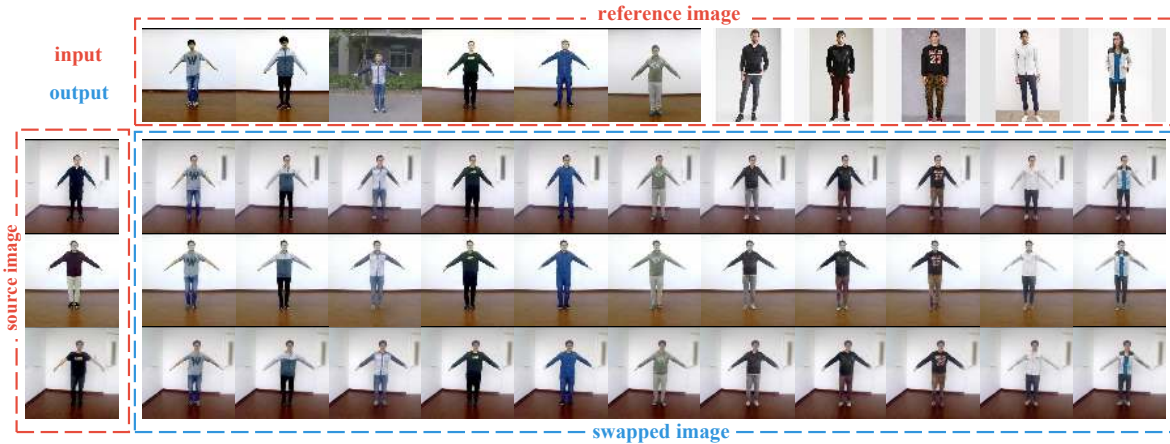 reference image
input
output
source image
swapped image